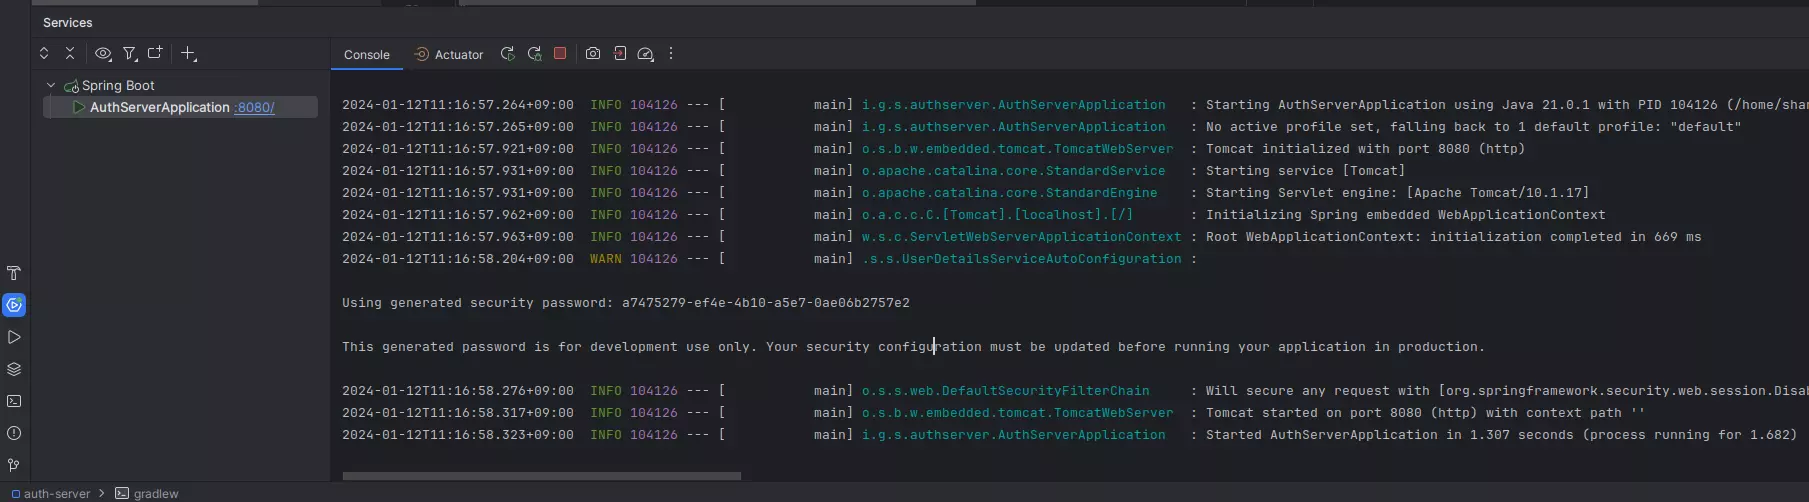 Services
Console
Actuator
Spring Boot
AuthServerApplication :8080/
2024-01-12T11:16:57.264+09:00  INFO 104126 --- [           main] i.g.s.authserver.AuthServerApplication   : Starting AuthServerApplication using Java 21.0.1 with PID 104126 (/home/shar
2024-01-12T11:16:57.265+09:00  INFO 104126 --- [           main] i.g.s.authserver.AuthServerApplication   : No active profile set, falling back to 1 default profile: "default"
2024-01-12T11:16:57.921+09:00  INFO 104126 --- [           main] o.s.b.w.embedded.tomcat.TomcatWebServer  : Tomcat initialized with port 8080 (http)
2024-01-12T11:16:57.931+09:00  INFO 104126 --- [           main] o.apache.catalina.core.StandardService   : Starting service [Tomcat]
2024-01-12T11:16:57.931+09:00  INFO 104126 --- [           main] o.apache.catalina.core.StandardEngine    : Starting Servlet engine: [Apache Tomcat/10.1.17]
2024-01-12T11:16:57.962+09:00  INFO 104126 --- [           main] o.a.c.c.C.[Tomcat].[localhost].[/]       : Initializing Spring embedded WebApplicationContext
2024-01-12T11:16:57.963+09:00  INFO 104126 --- [           main] w.s.c.ServletWebServerApplicationContext : Root WebApplicationContext: initialization completed in 669 ms
2024-01-12T11:16:58.204+09:00  WARN 104126 --- [           main] .s.s.UserDetailsServiceAutoConfiguration :
Using generated security password: a7475279-ef4e-4b10-a5e7-0ae06b2757e2
This generated password is for development use only. Your security configuration must be updated before running your application in production.
2024-01-12T11:16:58.276+09:00  INFO 104126 --- [           main] o.s.s.web.DefaultSecurityFilterChain     : Will secure any request with [org.springframework.security.web.session.Disab
2024-01-12T11:16:58.317+09:00  INFO 104126 --- [           main] o.s.b.w.embedded.tomcat.TomcatWebServer  : Tomcat started on port 8080 (http) with context path ''
2024-01-12T11:16:58.323+09:00  INFO 104126 --- [           main] i.g.s.authserver.AuthServerApplication   : Started AuthServerApplication in 1.307 seconds (process running for 1.682)
auth-server > gradlew